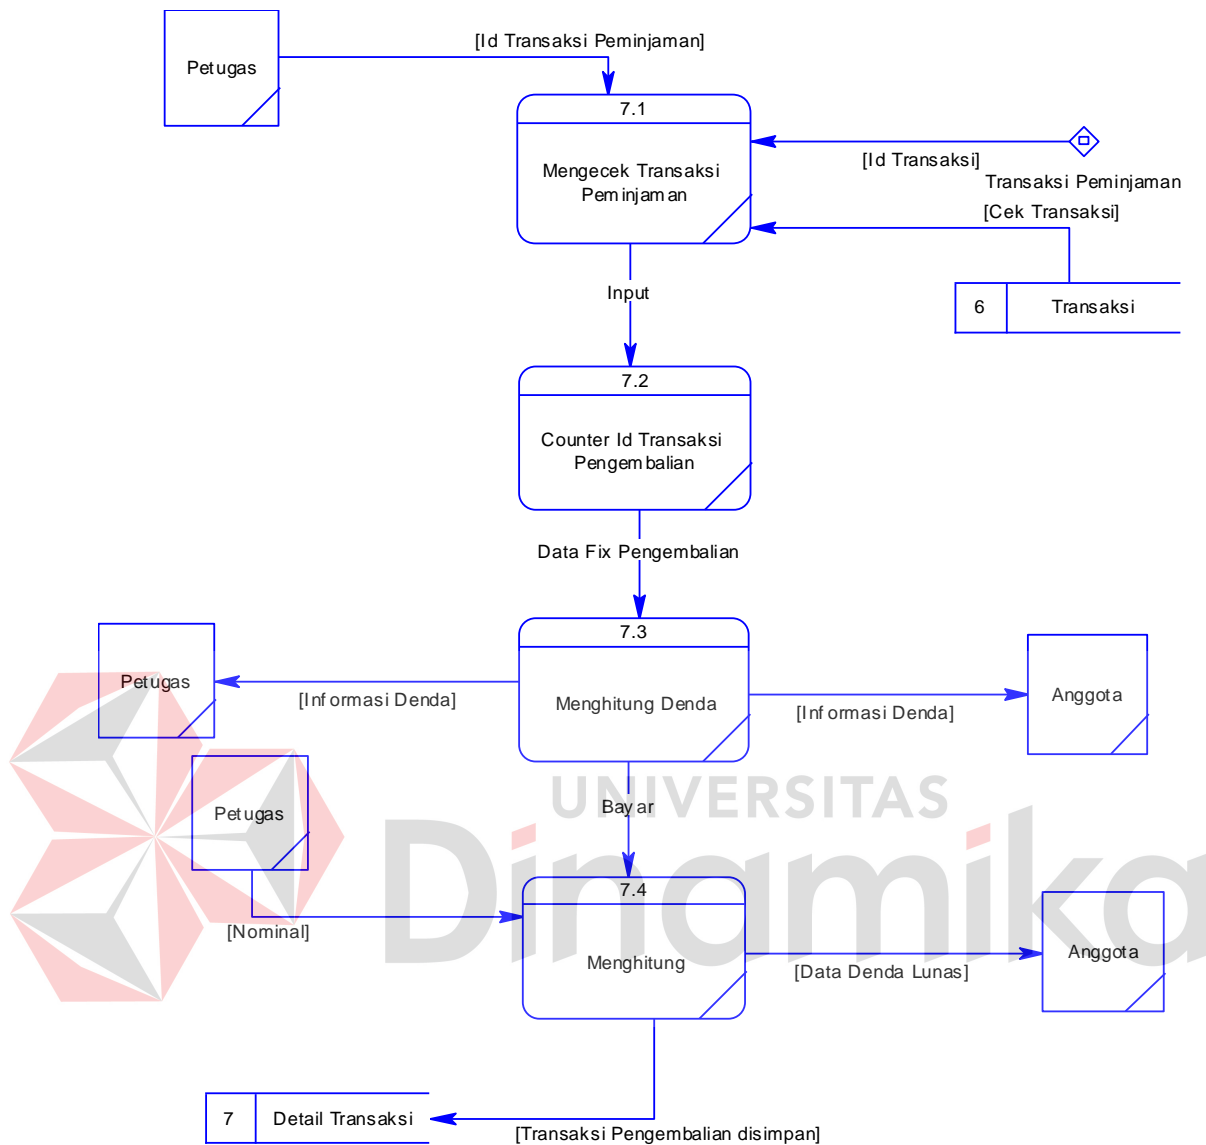 [Id Transaksi Peminjaman]
Petugas
7.1
Mengecek Transaksi
Peminjaman
[Id Transaksi]
Transaksi Peminjaman
[Cek Transaksi]
Input
6
Transaksi
7.2
Counter Id Transaksi
Pengembalian
Data Fix Pengembalian
7.3
Petugas
Menghitung Denda
Anggota
[Informasi Denda]
[Informasi Denda]
UNIVERSITAS
Dinamika
Petugas
Bayar
7.4
[Nominal]
Menghitung
[Data Denda Lunas]
Anggota
7
Detail Transaksi
[Transaksi Pengembalian disimpan]